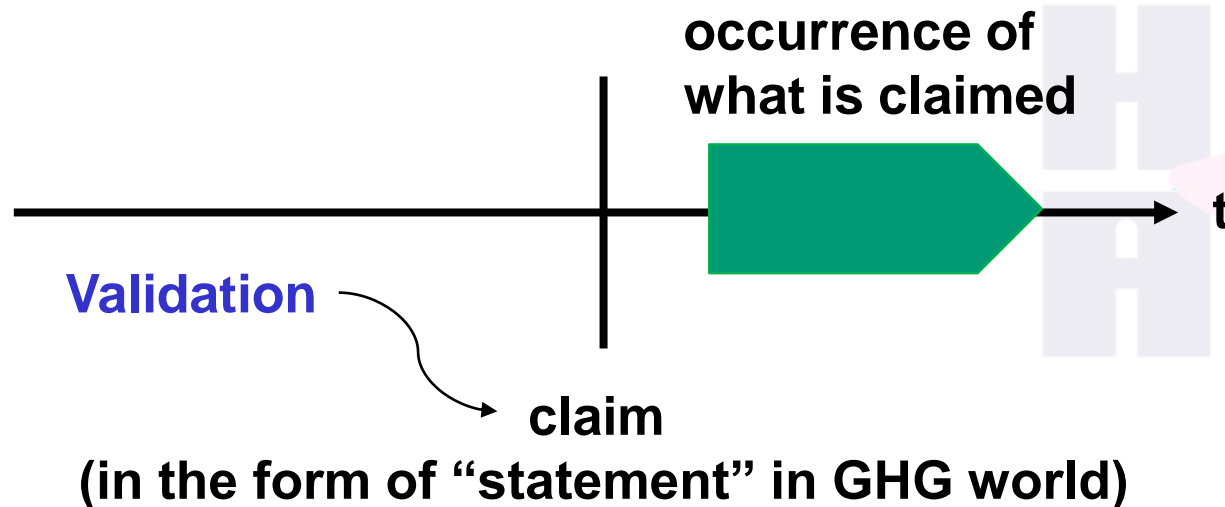 occurrence of
what is claimed
t
Validation
claim
(in the form of “statement” in GHG world)